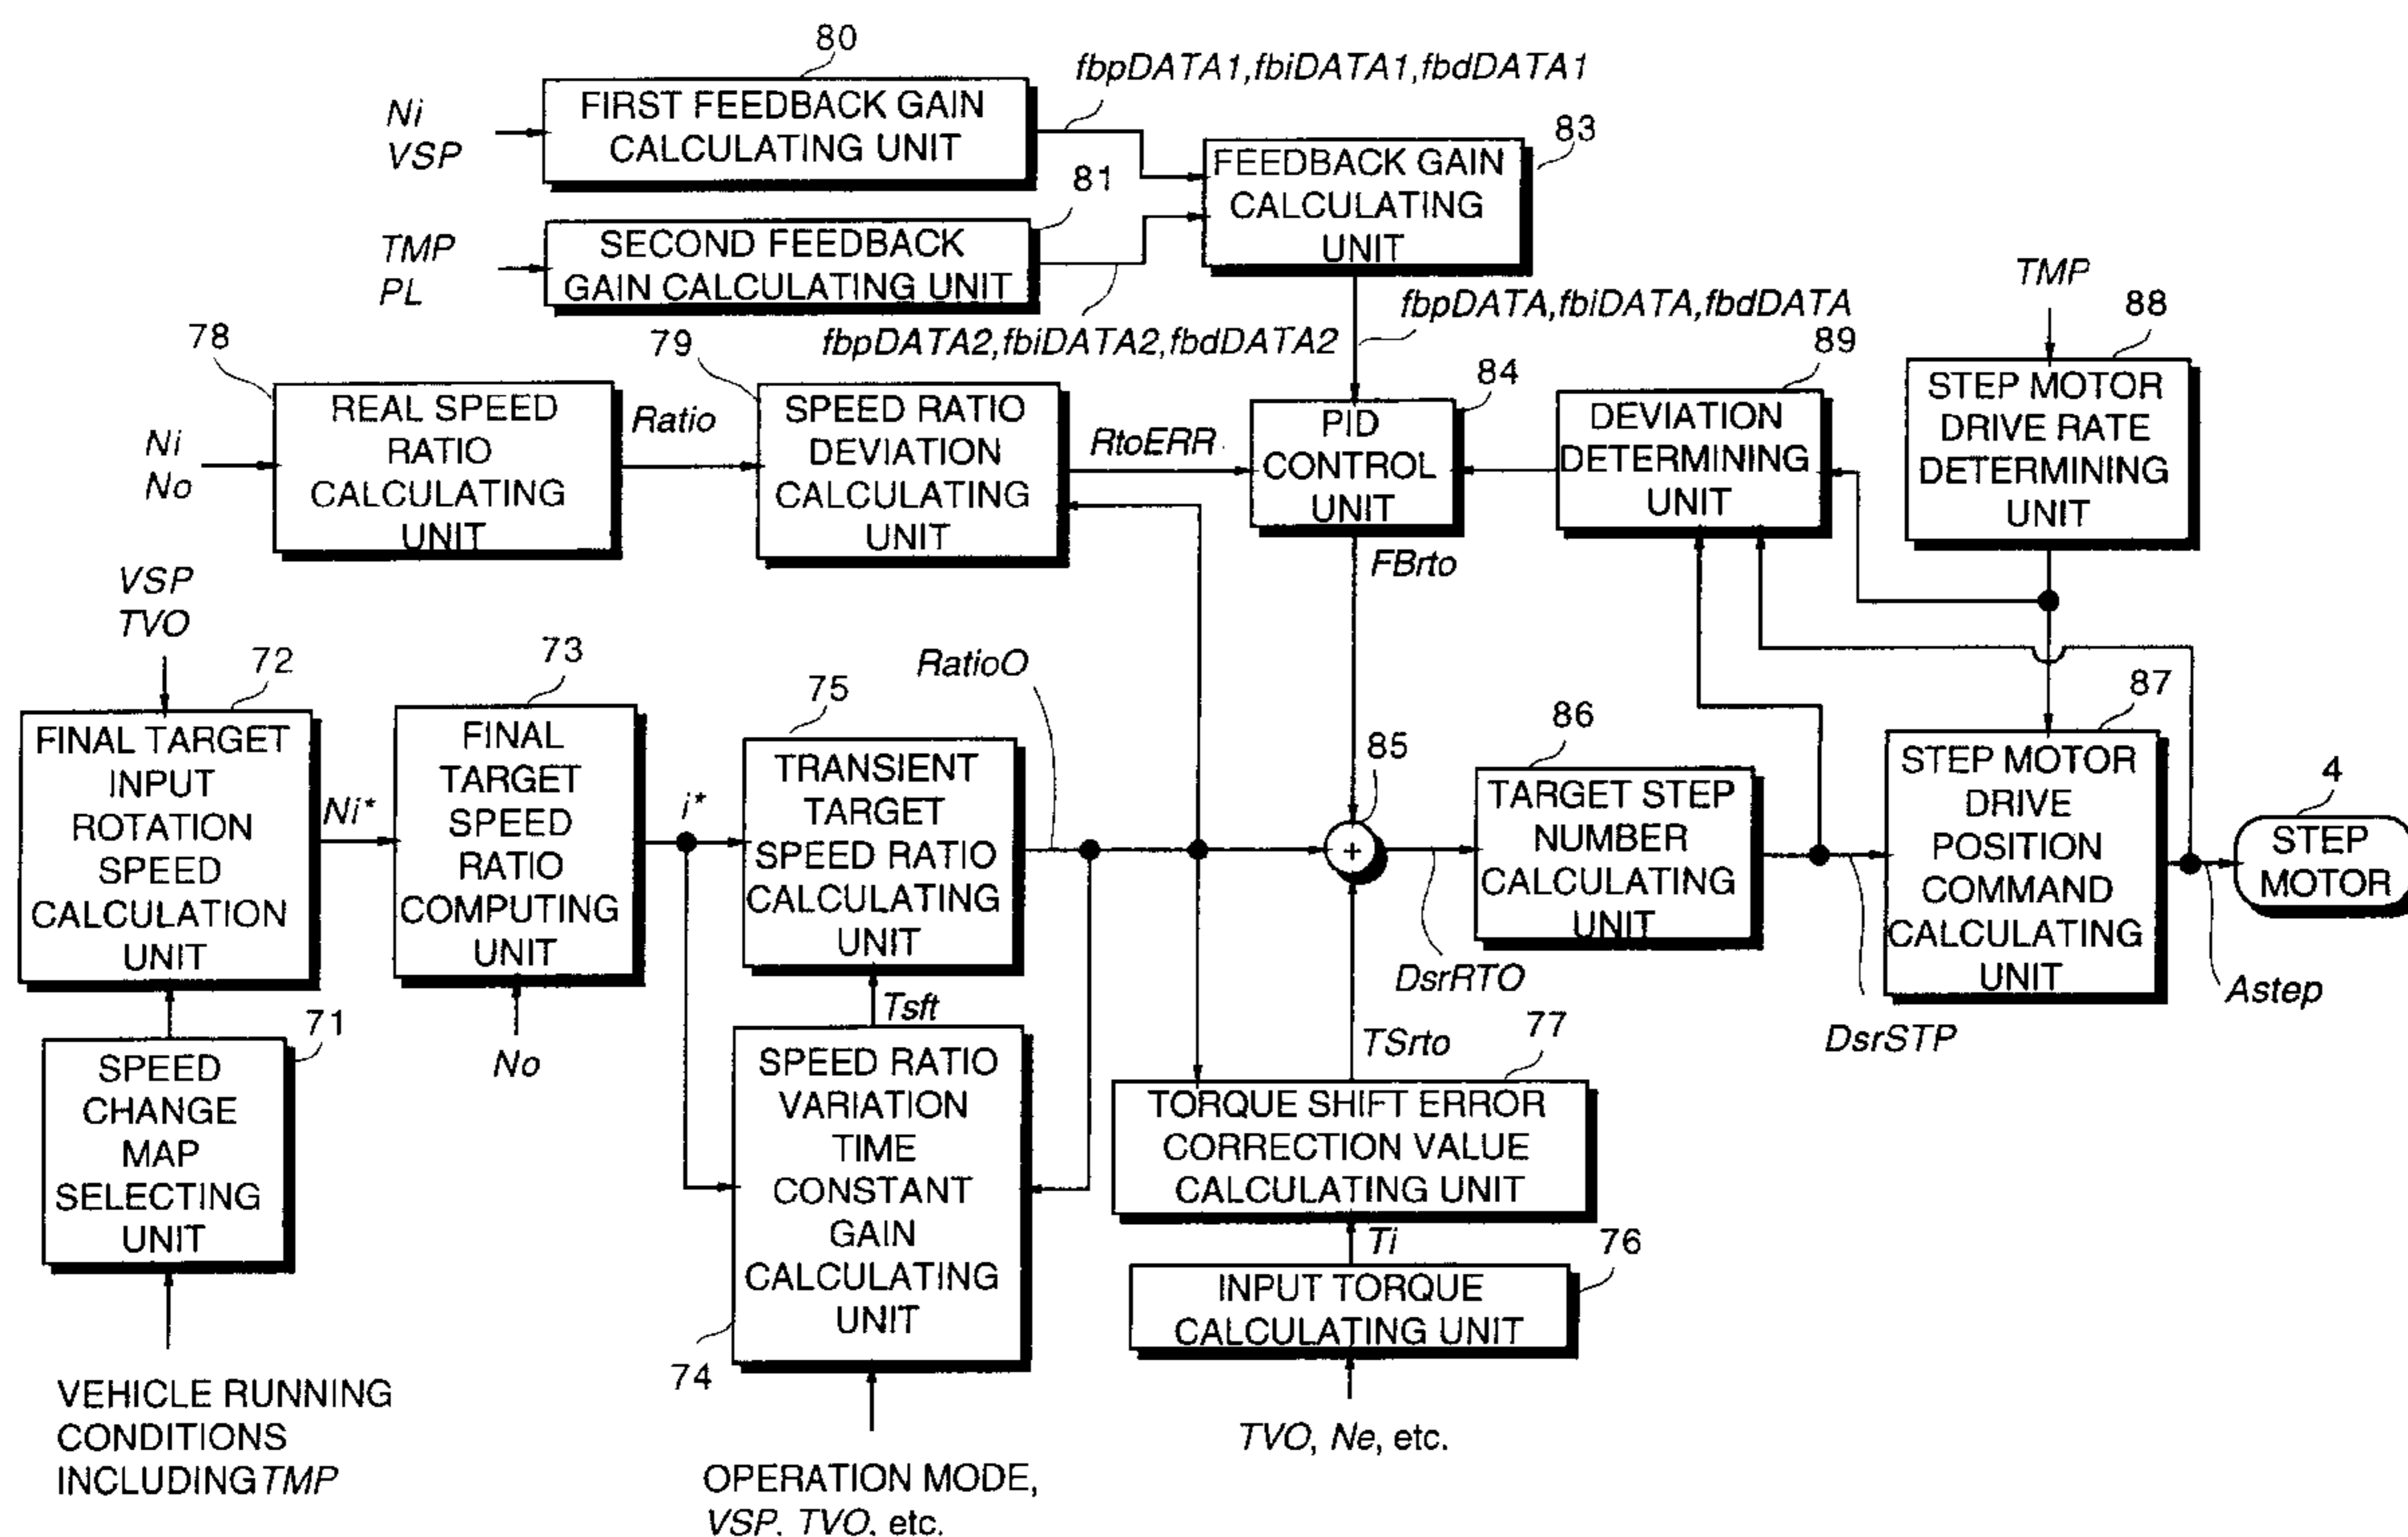 80
fbpDATA1,fbiDATA1,fbdDATA1
Ni
VSP
FIRST FEEDBACK GAIN
CALCULATING UNIT
83
FEEDBACK GAIN
CALCULATING
UNIT
81
TMP
PL
SECOND FEEDBACK
GAIN CALCULATING UNIT
fbpDATA2,fbiDATA2,fbdDATA2
fbpDATA,fbiDATA,fbdDATA
TMP
88
STEP MOTOR
DRIVE RATE
DETERMINING
UNIT
78
Ni
No
REAL SPEED
RATIO
CALCULATING
UNIT
Ratio
79
SPEED RATIO
DEVIATION
CALCULATING
UNIT
RtoERR
84
PID
CONTROL
UNIT
89
DEVIATION
DETERMINING
UNIT
FBrto
VSP
TVO
72
FINAL TARGET
INPUT
ROTATION
SPEED
CALCULATION
UNIT
Ni*
73
FINAL
TARGET
SPEED
RATIO
COMPUTING
UNIT
i*
No
75
TRANSIENT
TARGET
SPEED RATIO
CALCULATING
UNIT
RatioO
85
+
DsrRTO
86
TARGET STEP
NUMBER
CALCULATING
UNIT
DsrSTP
87
STEP MOTOR
DRIVE
POSITION
COMMAND
CALCULATING
UNIT
Astep
4
STEP
MOTOR
71
SPEED
CHANGE
MAP
SELECTING
UNIT
VEHICLE RUNNING
CONDITIONS
INCLUDING TMP
Tsft
SPEED RATIO
VARIATION
TIME
CONSTANT
GAIN
CALCULATING
UNIT
74
OPERATION MODE,
VSP, TVO, etc.
TSrto
77
TORQUE SHIFT ERROR
CORRECTION VALUE
CALCULATING UNIT
Ti
76
INPUT TORQUE
CALCULATING UNIT
TVO, Ne, etc.